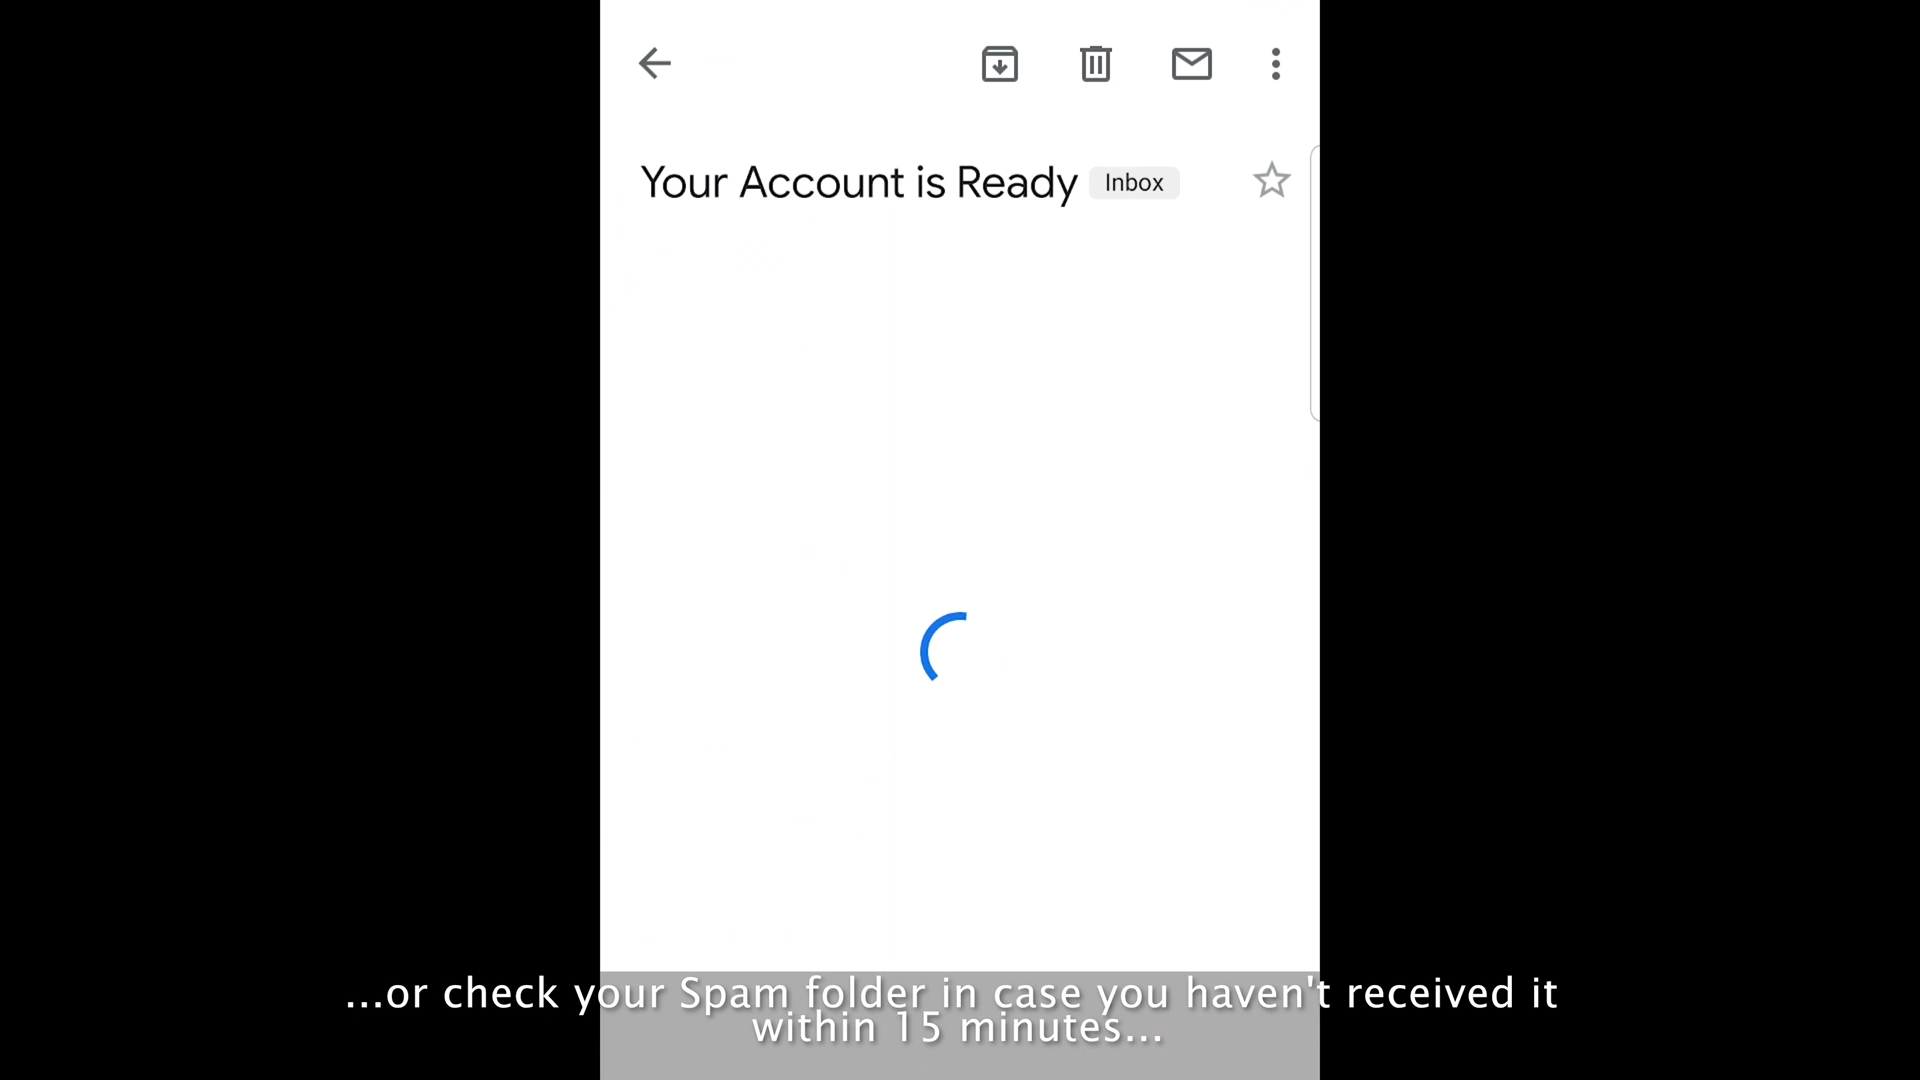 Your Account is Ready Inbox
...or check your Spam folder in case you haven't received it
within 15 minutes...